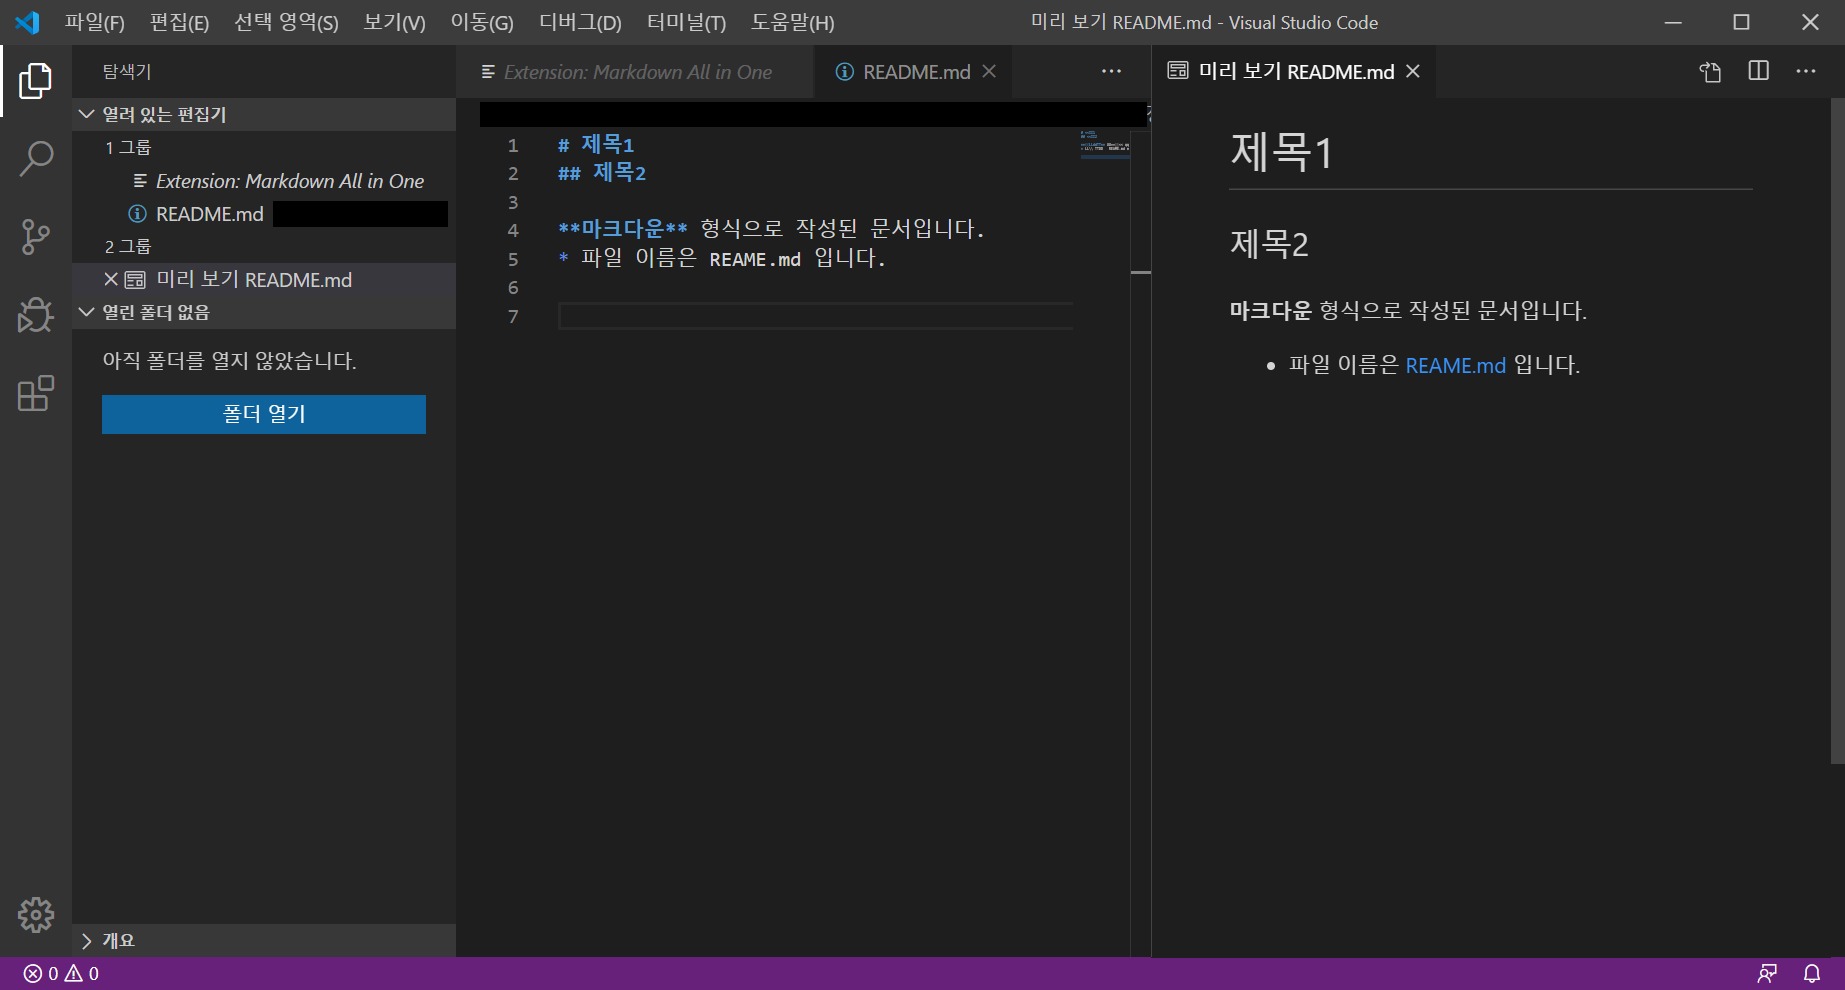 파일(F) 편집(E) 선택 영역(S) 보기(V) 이동(G) 디버그(D) 터미널(T) 도움말(H) 미리 보기 README.md - Visual Studio Code
탐색기
열려 있는 편집기
1 그룹
Extension: Markdown All in One
README.md
2 그룹
미리 보기 README.md
열린 폴더 없음
아직 폴더를 열지 않았습니다.
폴더 열기
개요
Extension: Markdown All in One README.md
1 # 제목1
2 ## 제목2
3
4 **마크다운** 형식으로 작성된 문서입니다.
5 * 파일 이름은 REAME.md 입니다.
6
7
미리 보기 README.md
제목1
제목2
마크다운 형식으로 작성된 문서입니다.
• 파일 이름은 REAME.md 입니다.
0 0